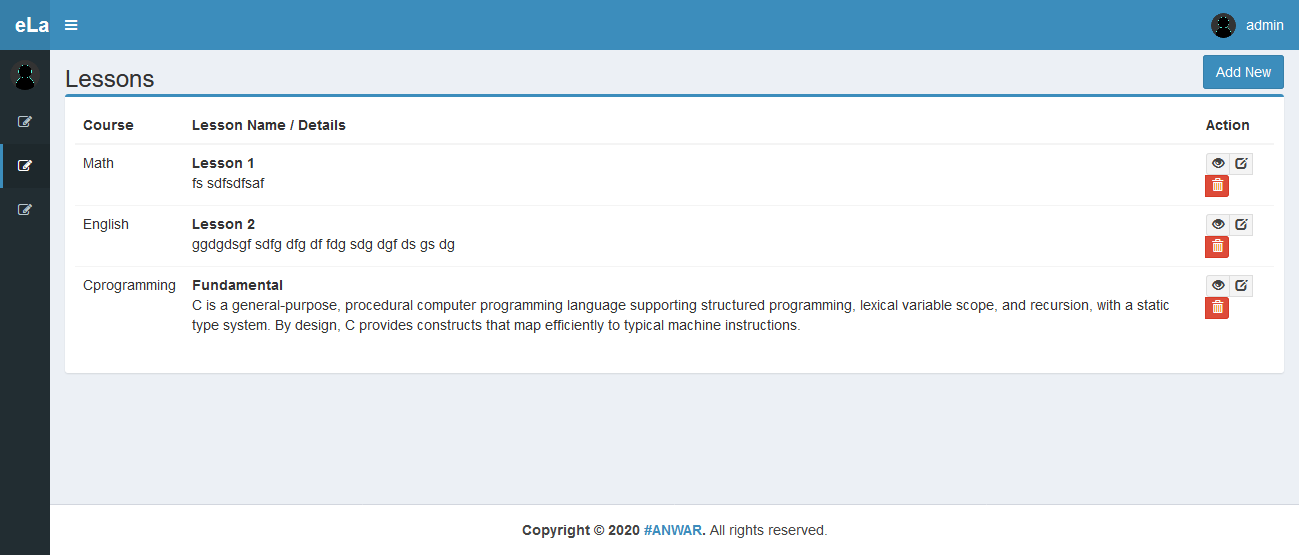 eLa
admin
Lessons
Add New
Course Lesson Name / Details Action
Math Lesson 1
fs sdfsdfsaf
English Lesson 2
ggdgdsgf sdfg dfg df fdg sdg dgf ds gs dg
Cprogramming Fundamental
C is a general-purpose, procedural computer programming language supporting structured programming, lexical variable scope, and recursion, with a static
type system. By design, C provides constructs that map efficiently to typical machine instructions.
Copyright © 2020 #ANWAR. All rights reserved.